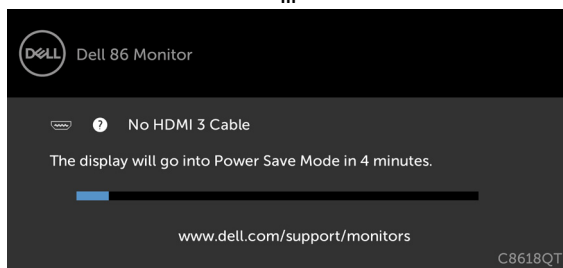 DELL
Dell 86 Monitor
? No HDMI 3 Cable
The display will go into Power Save Mode in 4 minutes.
www.dell.com/support/monitors
C8618QT